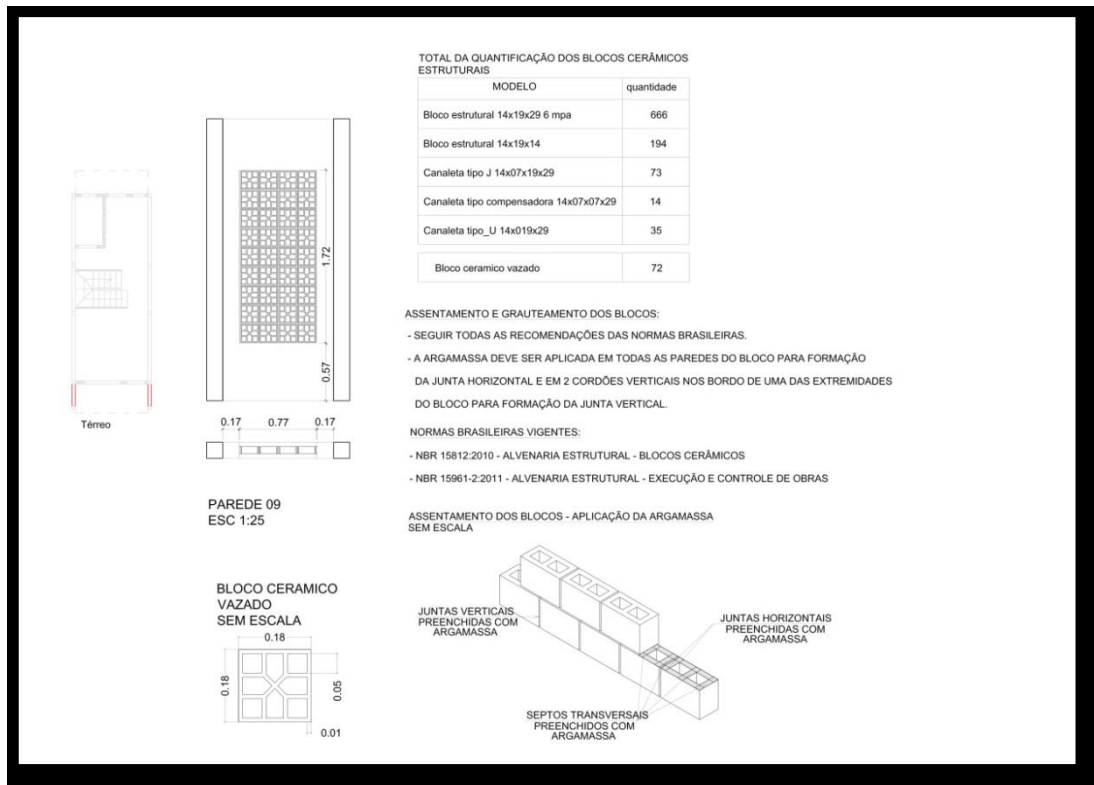 TOTAL DA QUANTIFICAÇÃO DOS BLOCOS CERÂMICOS
ESTRUTURAIS
MODELO quantidade
Bloco estrutural 14x19x29 6 mpa 666
Bloco estrutural 14x19x14 194
Canaleta tipo J 14x07x19x29 73
Canaleta tipo compensadora 14x07x07x29 14
Canaleta tipo_U 14x019x29 35
Bloco ceramico vazado 72
1.72
0.57
0.17 0.77 0.17
Térreo
PAREDE 09
ESC 1:25
ASSENTAMENTO E GRAUTEAMENTO DOS BLOCOS:
- SEGUIR TODAS AS RECOMENDAÇÕES DAS NORMAS BRASILEIRAS.
- A ARGAMASSA DEVE SER APLICADA EM TODAS AS PAREDES DO BLOCO PARA FORMAÇÃO
DA JUNTA HORIZONTAL E EM 2 CORDÕES VERTICAIS NOS BORDO DE UMA DAS EXTREMIDADES
DO BLOCO PARA FORMAÇÃO DA JUNTA VERTICAL.
NORMAS BRASILEIRAS VIGENTES:
- NBR 15812:2010 - ALVENARIA ESTRUTURAL - BLOCOS CERÂMICOS
- NBR 15961-2:2011 - ALVENARIA ESTRUTURAL - EXECUÇÃO E CONTROLE DE OBRAS
ASSENTAMENTO DOS BLOCOS - APLICAÇÃO DA ARGAMASSA
SEM ESCALA
BLOCO CERAMICO
VAZADO
SEM ESCALA
0.18
0.18
0.05
0.01
JUNTAS VERTICAIS
PREENCHIDAS COM
ARGAMASSA
JUNTAS HORIZONTAIS
PREENCHIDAS COM
ARGAMASSA
SEPTOS TRANSVERSAIS
PREENCHIDOS COM
ARGAMASSA